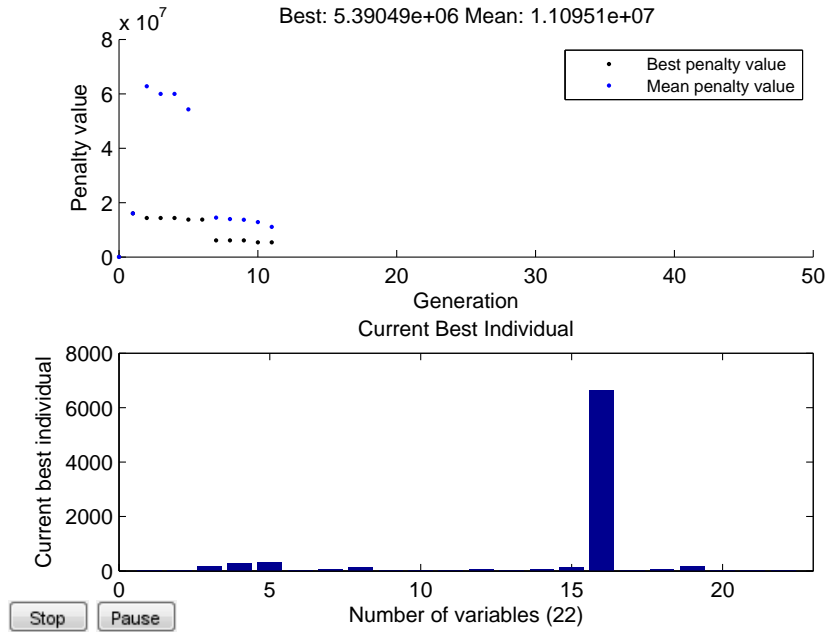 Best: 5.39049e+06 Mean: 1.10951e+07
x 10^7
8
6
4
2
0
Penalty value
Best penalty value
Mean penalty value
0 10 20 30 40 50
Generation
Current Best Individual
8000
6000
4000
2000
0
Current best individual
0 5 10 15 20
Number of variables (22)
Stop Pause